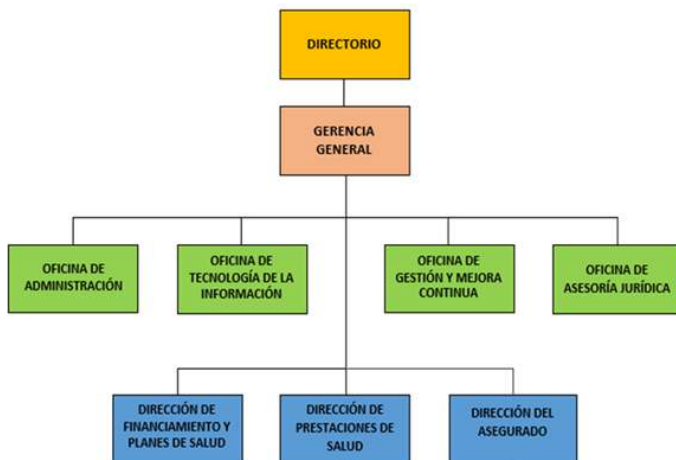 DIRECTORIO
GERENCIA
GENERAL
OFICINA DE
ADMINISTRACIÓN
OFICINA DE
TECNOLOGÍA DE LA
INFORMACIÓN
OFICINA DE
GESTIÓN Y MEJORA
CONTINUA
OFICINA DE
ASESORÍA JURÍDICA
DIRECCIÓN DE
FINANCIAMIENTO Y
PLANES DE SALUD
DIRECCIÓN DE
PRESTACIONES DE
SALUD
DIRECCIÓN DEL
ASEGURADO